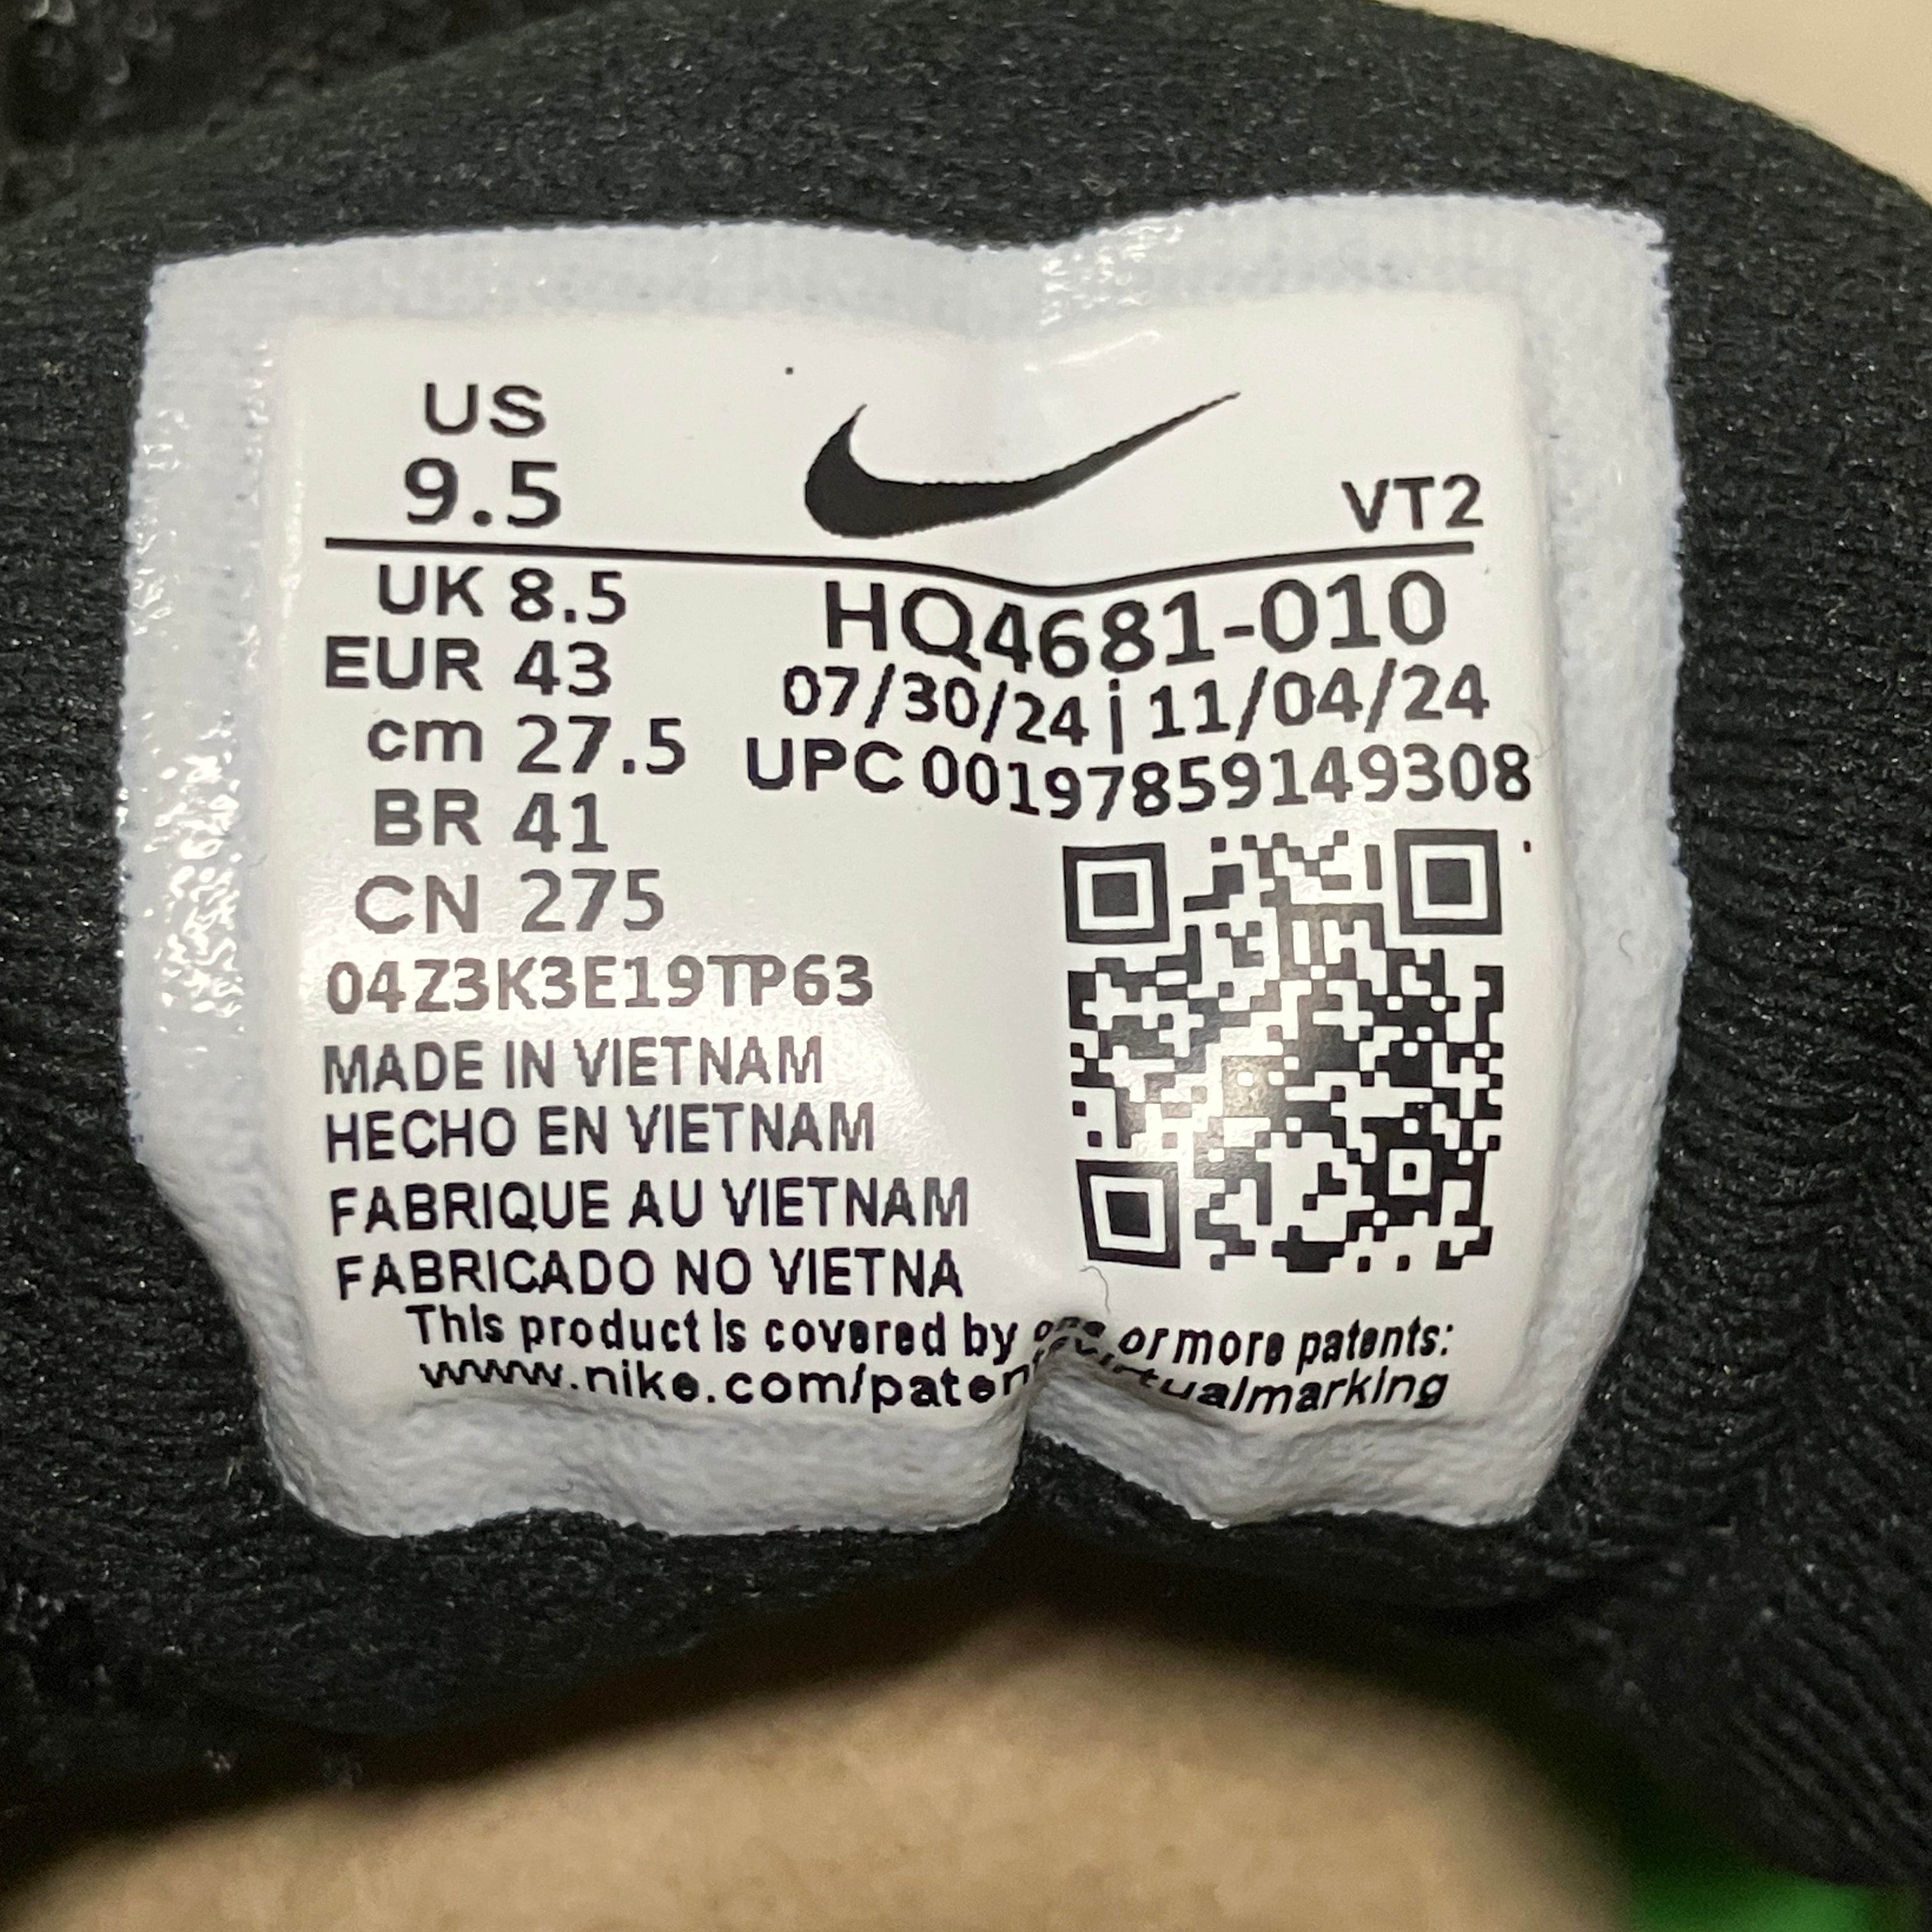 US
9.5
VT2
UK 8.5
EUR 43
cm 27.5
BR 41
CN 275
HQ4681-010
07/30/24 | 11/04/24
UPC 00197859149308
04Z3K3E19TP63
MADE IN VIETNAM
HECHO EN VIETNAM
FABRIQUE AU VIETNAM
FABRICADO NO VIETNA
This product is covered by one or more patents:
www.nike.com/patents/virtualmarking